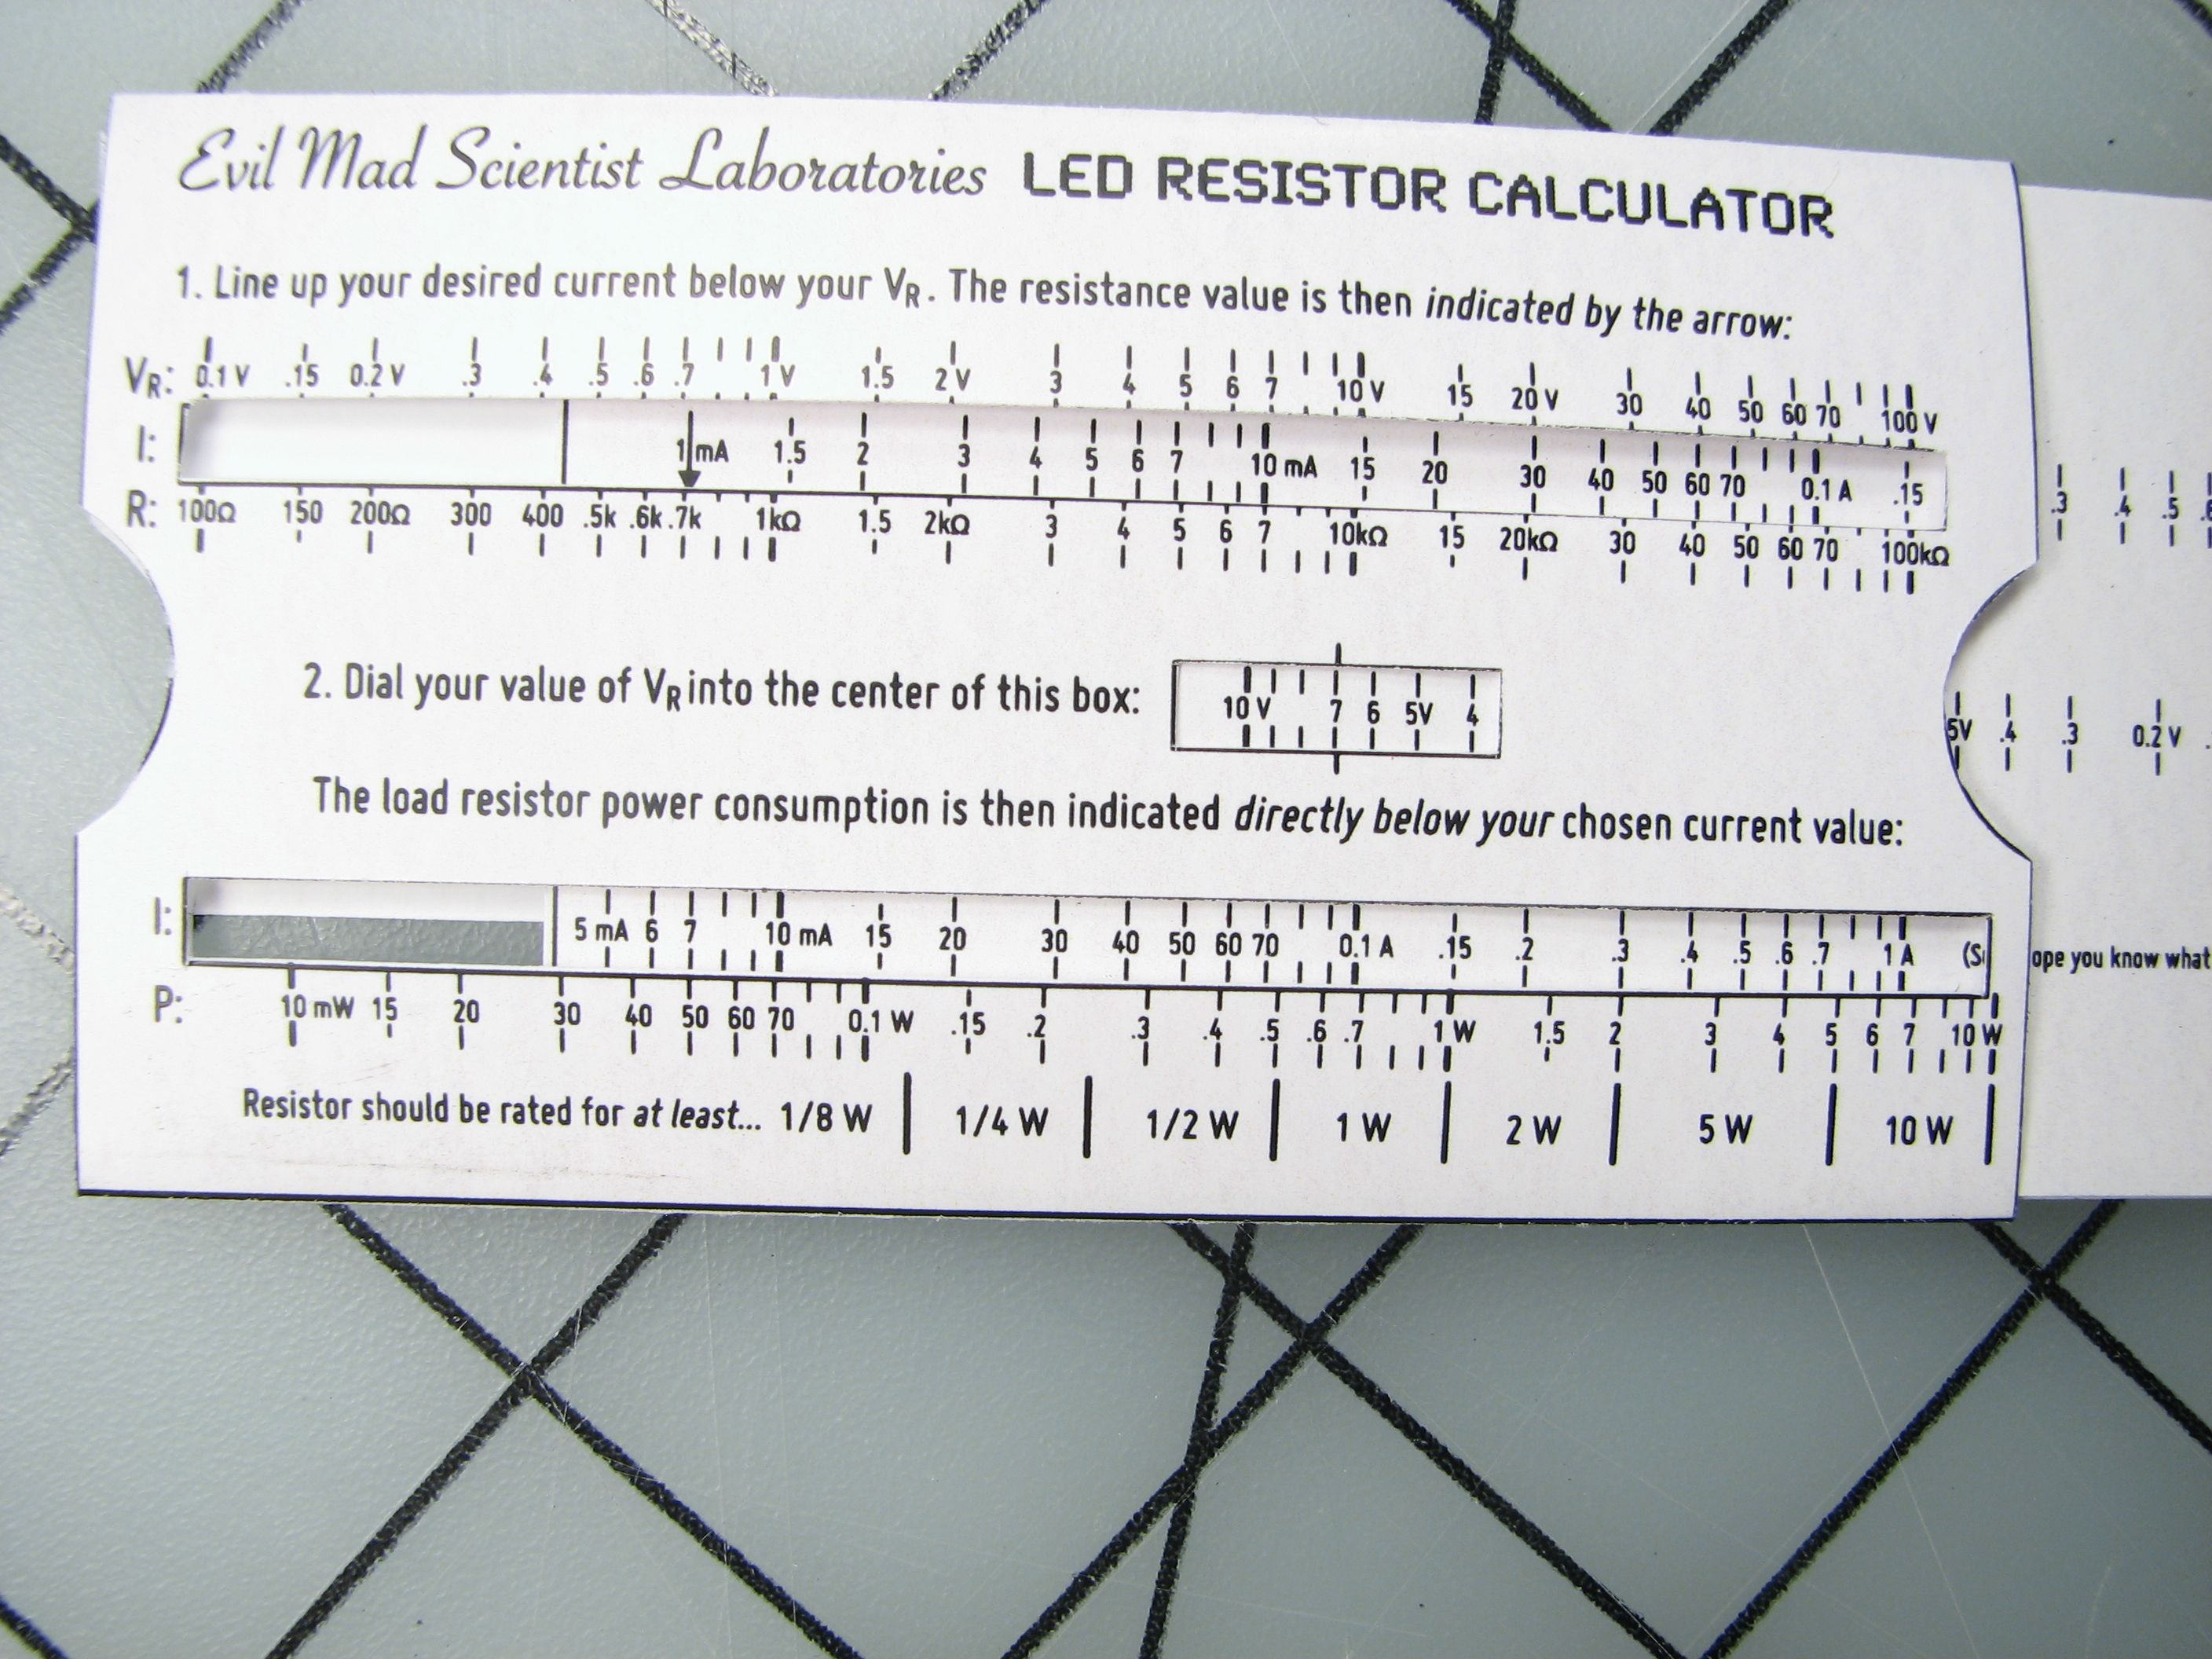 Evil Mad Scientist Laboratories LED RESISTOR CALCULATOR
1. Line up your desired current below your VR. The resistance value is then indicated by the arrow:
VR: 0.1 V .15 0.2 V .3 .4 .5 .6 .7 1 V 1.5 2 V 3 4 5 6 7 10 V 15 20 V 30 40 50 60 70 100 V
I: 1 mA 1.5 2 3 4 5 6 7 10 mA 15 20 30 40 50 60 70 0.1 A .15 .3 .4 .5
R: 100Ω 150 200Ω 300 400 .5k .6k .7k 1kΩ 1.5 2kΩ 3 4 5 6 7 10kΩ 15 20kΩ 30 40 50 60 70 100kΩ
2. Dial your value of VR into the center of this box: 10 V 7 6 5V 4 5V .4 .3 0.2 V
The load resistor power consumption is then indicated directly below your chosen current value:
I: 5 mA 6 7 10 mA 15 20 30 40 50 60 70 0.1 A .15 .2 .3 .4 .5 .6 .7 1 A (S ope you know what
P: 10 mW 15 20 30 40 50 60 70 0.1 W .15 .2 .3 .4 .5 .6 .7 1 W 1.5 2 3 4 5 6 7 10 W
Resistor should be rated for at least... 1/8 W 1/4 W 1/2 W 1 W 2 W 5 W 10 W